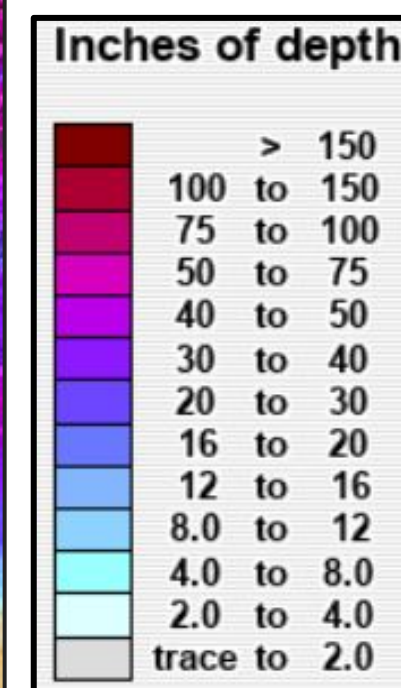 Inches of depth
> 150
100 to 150
75 to 100
50 to 75
40 to 50
30 to 40
20 to 30
16 to 20
12 to 16
8.0 to 12
4.0 to 8.0
2.0 to 4.0
trace to 2.0